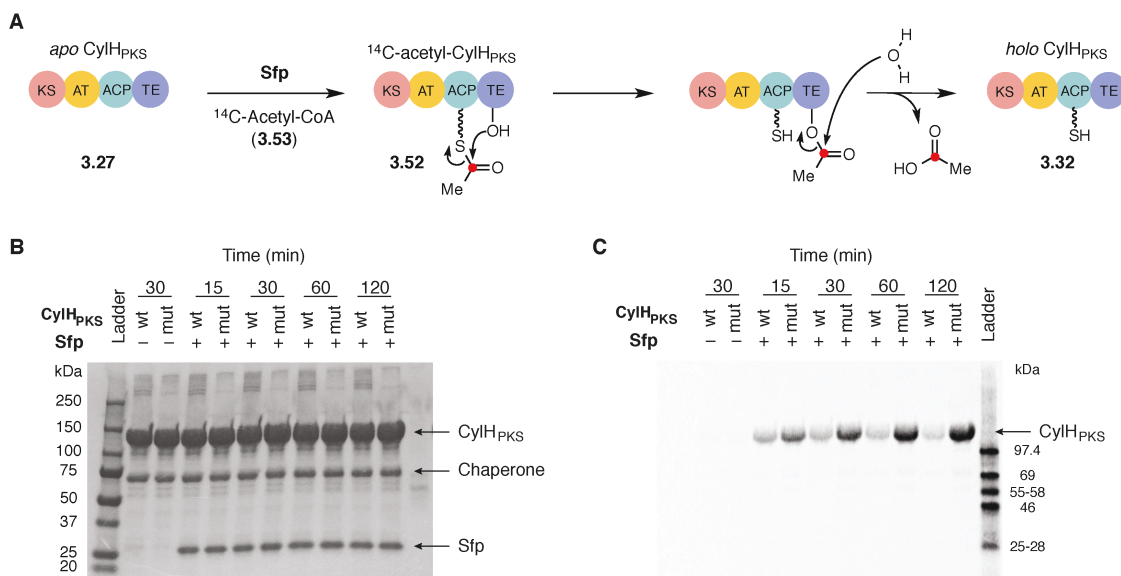 A
apo CylHPKS
Sfp
14C-Acetyl-CoA
(3.53)
14C-acetyl-CylHPKS
holo CylHPKS
KS AT ACP TE
KS AT ACP TE
KS AT ACP TE
KS AT ACP TE
H
O
H
OH
S
O
Me
SH
O
O
Me
O
HO
Me
SH
3.27
3.52
3.32
B
Time (min)
Ladder
30 15 30 60 120
CylHPKS wt mut wt mut wt mut wt mut wt mut
Sfp – – + + + + + + + +
kDa
250
150
100
75
50
37
25
20
CylHPKS
Chaperone
Sfp
C
Time (min)
30 15 30 60 120
CylHPKS wt mut wt mut wt mut wt mut wt mut
Ladder
Sfp – – + + + + + + + +
kDa
CylHPKS
97.4
69
55-58
46
25-28